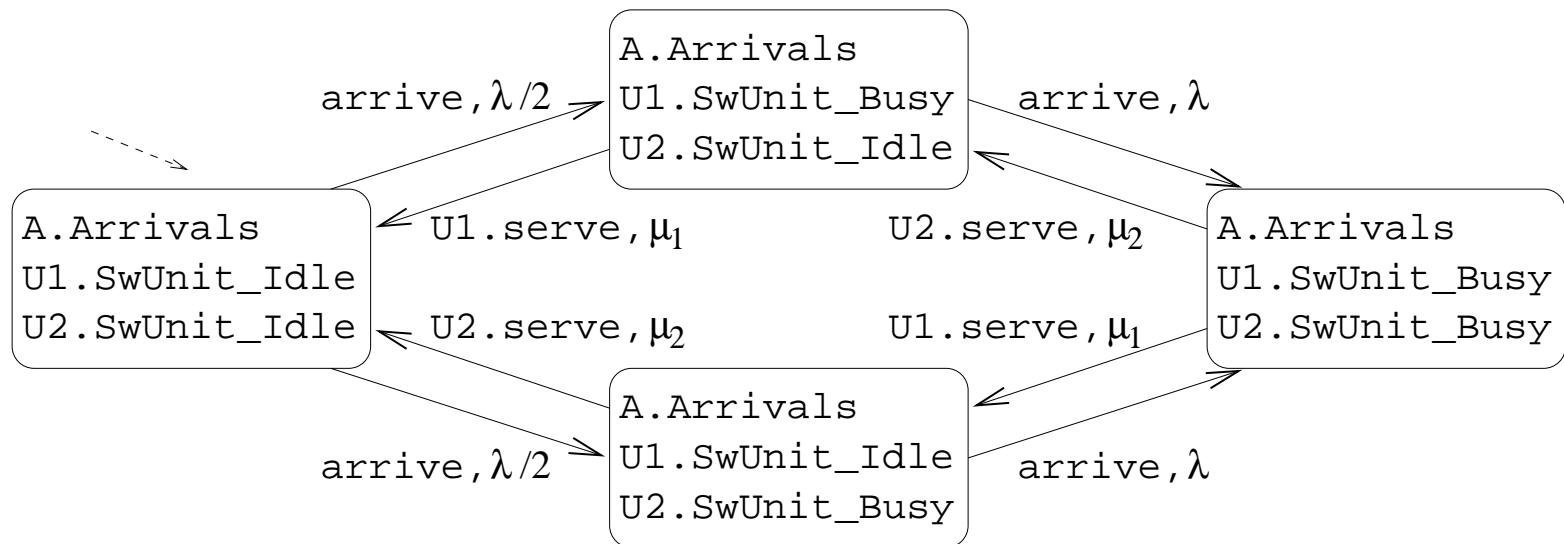 A.Arrivals
U1.SwUnit_Busy
U2.SwUnit_Idle
arrive,λ/2
arrive,λ
A.Arrivals
U1.SwUnit_Idle
U2.SwUnit_Idle
U1.serve,μ1
U2.serve,μ2
A.Arrivals
U1.SwUnit_Busy
U2.SwUnit_Busy
U2.serve,μ2
U1.serve,μ1
arrive,λ/2
A.Arrivals
U1.SwUnit_Idle
U2.SwUnit_Busy
arrive,λ